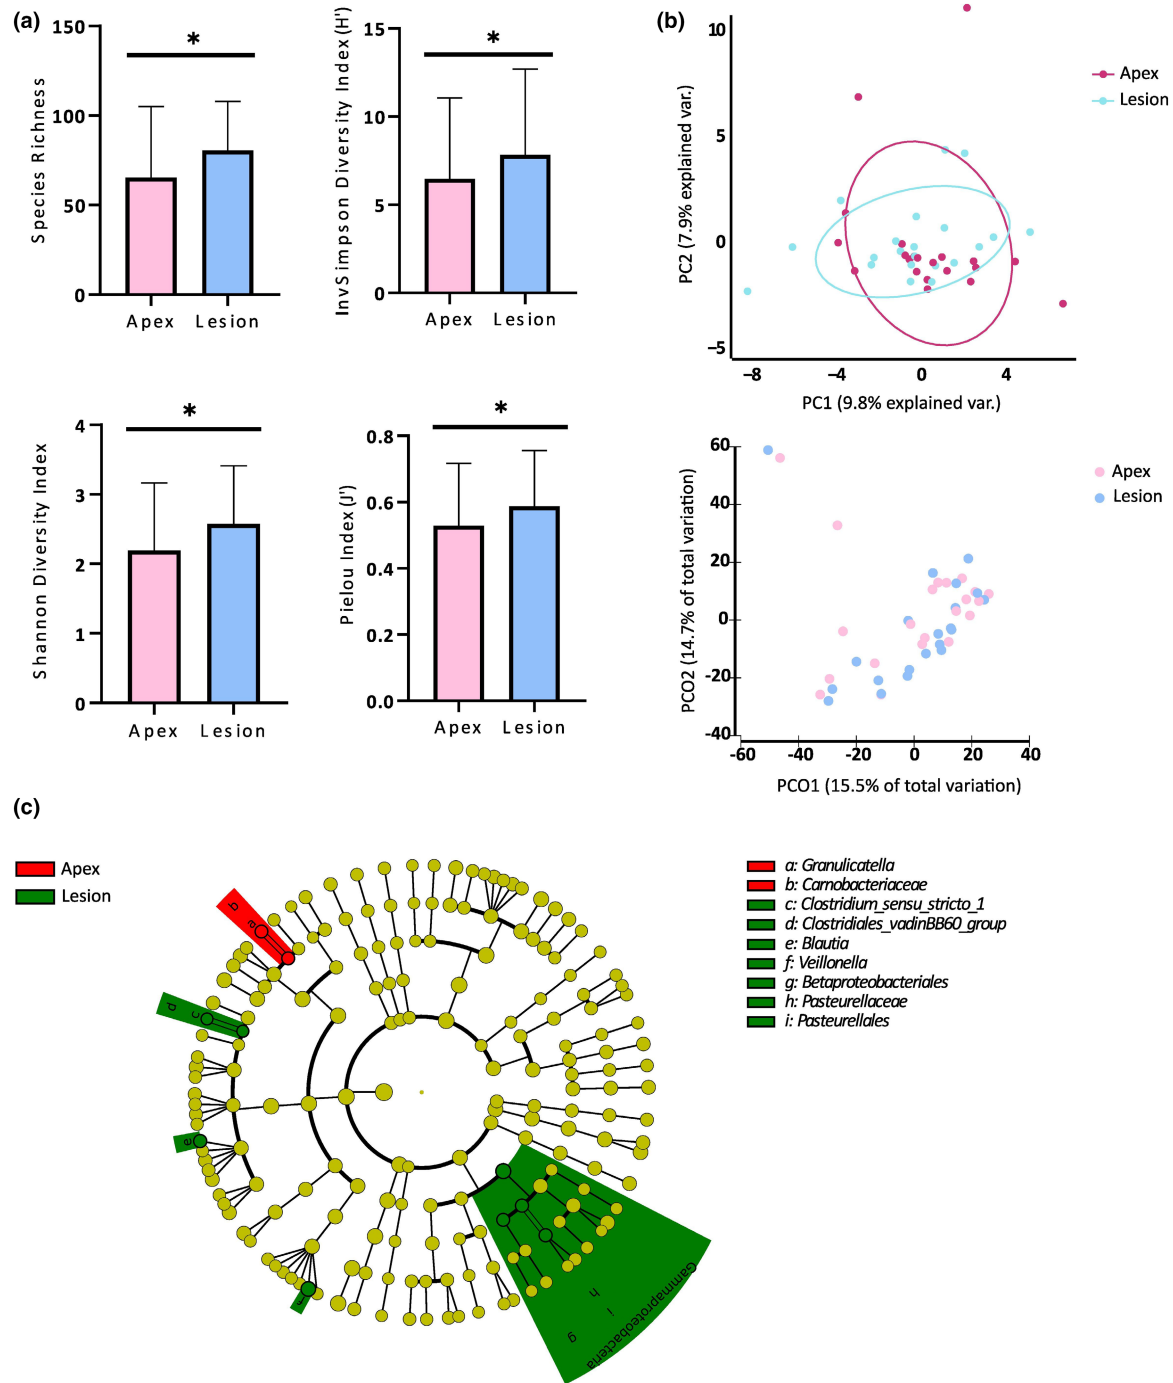 (a)
150
100
50
0
Species Richness
*
Apex
Lesion
15
10
5
0
InvSimpson Diversity Index (H')
*
Apex
Lesion
4
3
2
1
0
Shannon Diversity Index
*
Apex
Lesion
0.8
0.6
0.4
0.2
0.0
Pielou Index (J')
*
Apex
Lesion
(b)
10
5
0
−5
PC2 (7.9% explained var.)
−8
−4
0
4
PC1 (9.8% explained var.)
Apex
Lesion
60
40
20
0
-20
-40
PCO2 (14.7% of total variation)
-60
-40
-20
0
20
40
PCO1 (15.5% of total variation)
Apex
Lesion
(c)
Apex
Lesion
b
a
d
c
e
f
h
i
g
Gammaproteobacteria
a: Granulicatella
b: Carnobacteriaceae
c: Clostridium_sensu_stricto_1
d: Clostridiales_vadinBB60_group
e: Blautia
f: Veillonella
g: Betaproteobacteriales
h: Pasteurellaceae
i: Pasteurellales